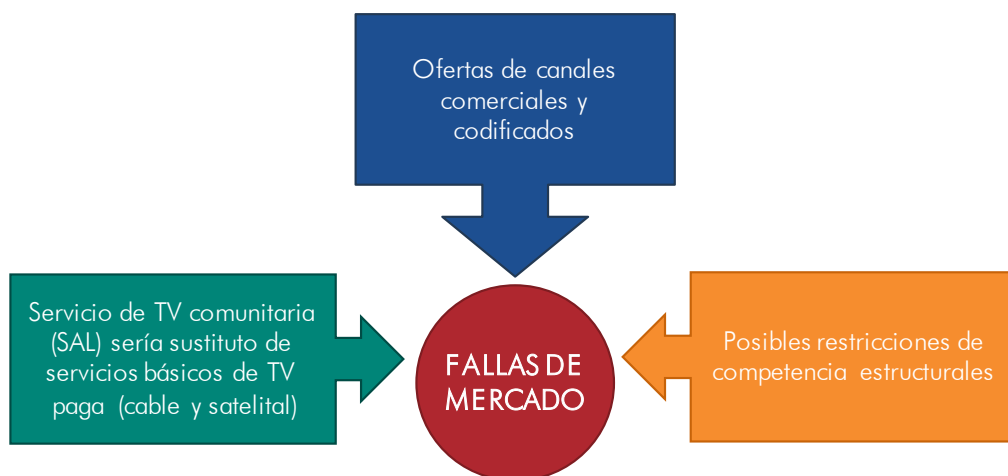 Ofertas de canales
comerciales y
codificados
Servicio de TV comunitaria
(SAL) sería sustituto de
servicios básicos de TV
paga (cable y satelital)
FALLAS DE
MERCADO
Posibles restricciones de
competencia estructurales